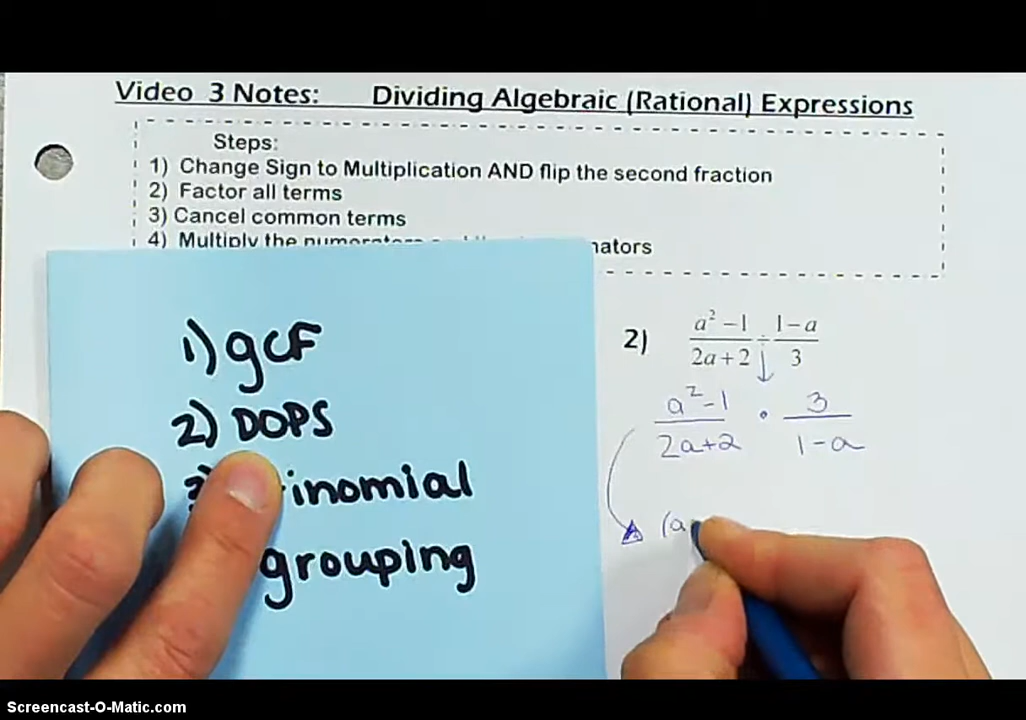 Video 3 Notes: Dividing Algebraic (Rational) Expressions
Steps:
1) Change Sign to Multiplication AND flip the second fraction
2) Factor all terms
3) Cancel common terms
4) Multiply the
1) gCF
2) DOPS
grouping
2) a² - 1 / 2a + 2 ÷ 1 - a / 3
a² - 1 / 2a + 2 · 3 / 1 - a
(a
Screencast-O-Matic.com